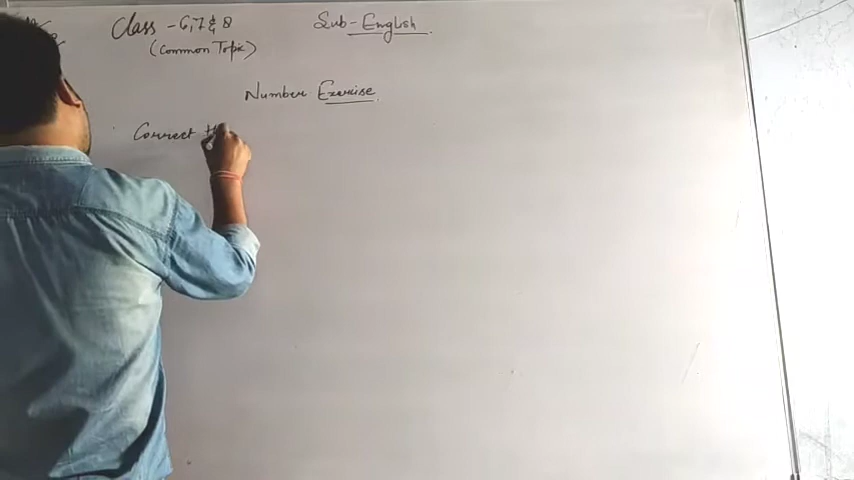 Class - 6,7 & 8
Sub - English.
(Common Topic)
Number Exercise.
Correct th